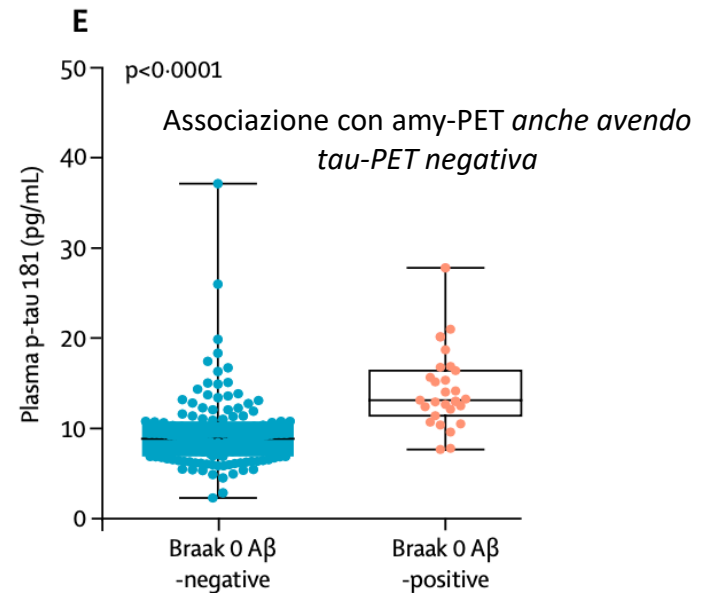 E
50
p<0·0001
Associazione con amy-PET anche avendo
tau-PET negativa
40
30
20
10
0
Plasma p-tau 181 (pg/mL)
Braak 0 Aβ
-negative
Braak 0 Aβ
-positive